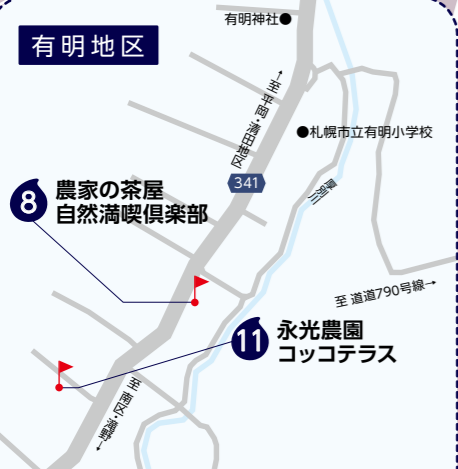 有明地区
有明神社●
←至 平岡・清田地区
●札幌市立有明小学校
341
厚別川
8
農家の茶屋
自然満喫倶楽部
至 道道790号線→
11
永光農園
コッコテラス
至 南区・滝野→